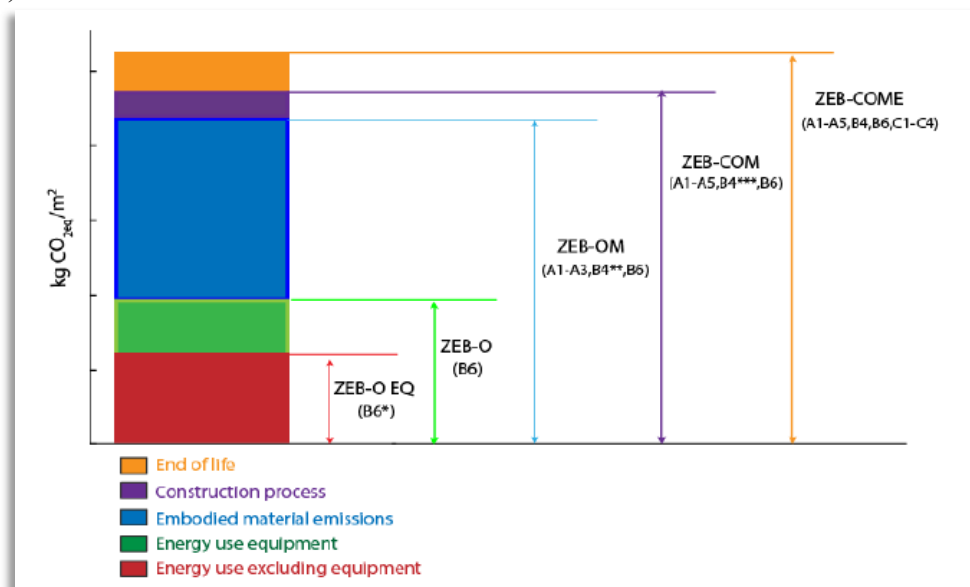 ZEB-COME
(A1-A5,B4,B6,C1-C4)
ZEB-COM
(A1-A5,B4***,B6)
ZEB-OM
(A1-A3,B4**,B6)
ZEB-O
(B6)
ZEB-O EQ
(B6*)
kg CO2eq/m²
End of life
Construction process
Embodied material emissions
Energy use equipment
Energy use excluding equipment